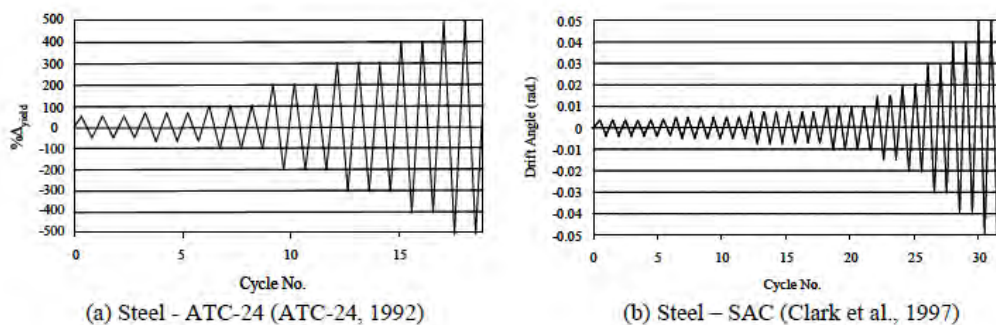 500
400
300
200
100
0
-100
-200
-300
-400
-500
%Δyield
0 5 10 15
Cycle No.
(a) Steel - ATC-24 (ATC-24, 1992)
0.05
0.04
0.03
0.02
0.01
0
-0.01
-0.02
-0.03
-0.04
-0.05
Drift Angle (rad.)
0 5 10 15 20 25 30
Cycle No.
(b) Steel – SAC (Clark et al., 1997)